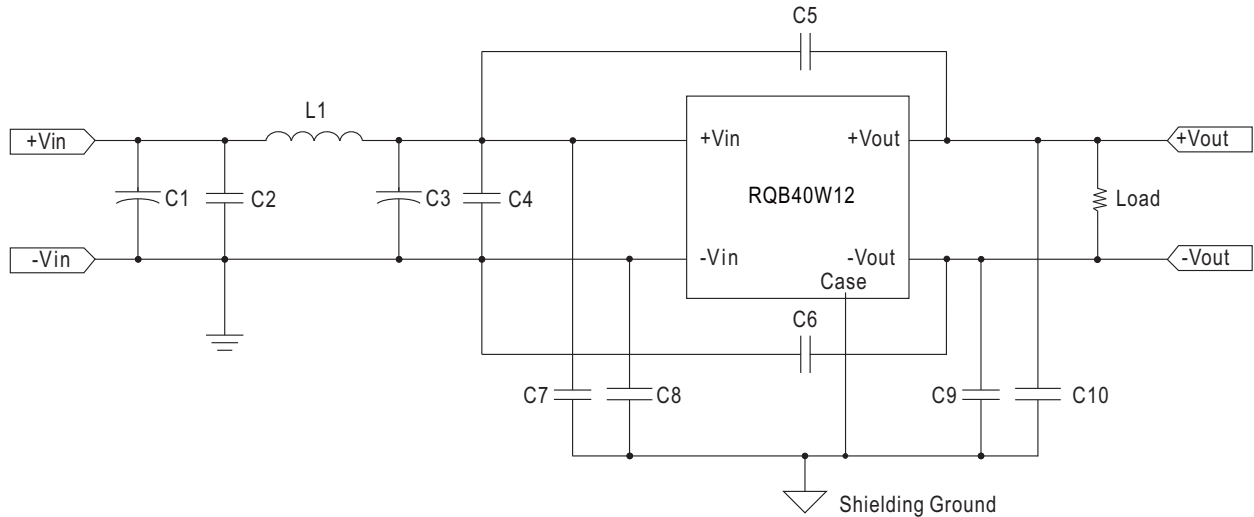 C5
L1
+Vin
+Vin
+Vout
+Vout
C1
C2
C3
C4
RQB40W12
Load
-Vin
-Vin
-Vout
-Vout
Case
C6
C7
C8
C9
C10
Shielding Ground